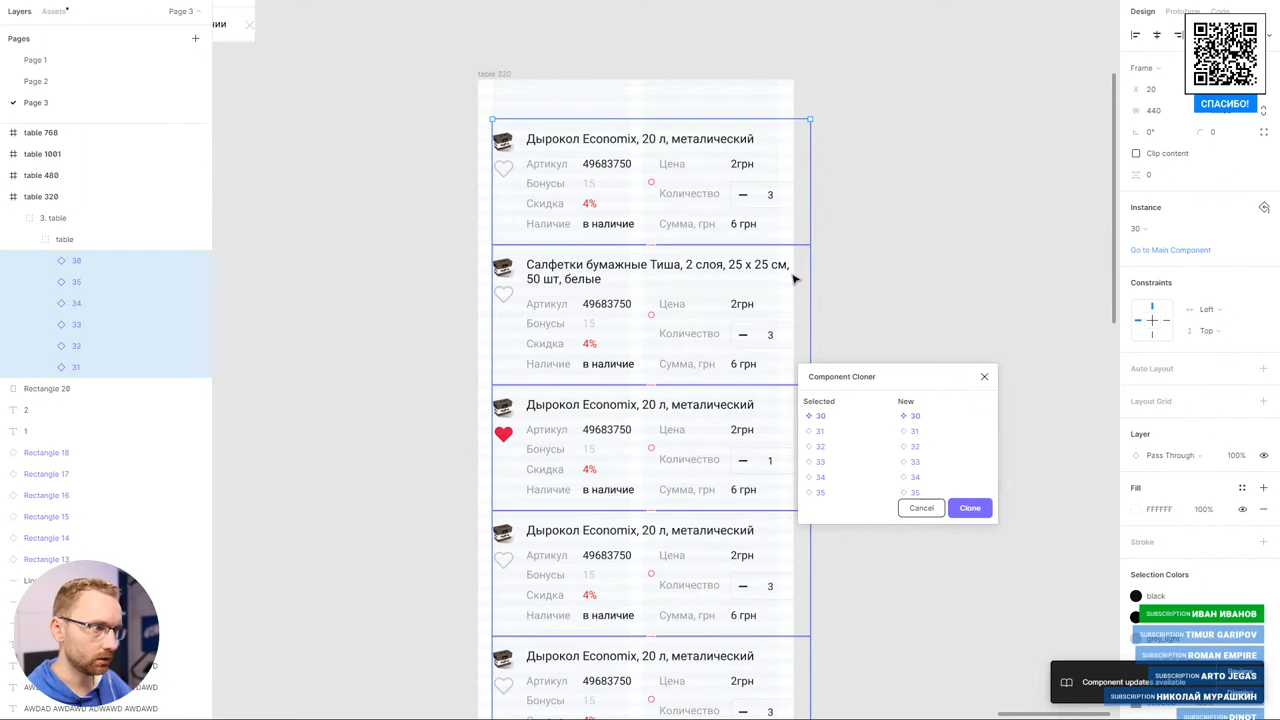 Layers
Assets
Page 3
Pages
Page 1
Page 2
Page 3
table 768
table 1001
table 480
table 320
3. table
table
30
35
34
33
32
31
Rectangle 20
2
1
Rectangle 18
Rectangle 17
Rectangle 16
Rectangle 15
Rectangle 14
Rectangle 13
AWDAWD
AWDAD AWDAWD ADWAWD AWDAWD
нии
table 320
Дырокол Economix, 20 л, металический
Артикул 49683750 Цена 2грн
Бонусы 15
Количество 3
Скидка 4%
Наличие в наличие Сумма, грн 6 грн
Салфетки бумажные Тиша, 2 слоя, 25 х 25 см,
50 шт, белые
Артикул 49683750 Цена 2грн
Бонусы 15
Количество 3
Скидка 4%
Наличие в наличие Сумма, грн 6 грн
Дырокол Economix, 20 л, металический
Артикул 49683750 Цена 2грн
Бонусы 15
Количество 1
Скидка 4%
Наличие в наличие Сумма, грн 6 грн
Дырокол Economix, 20 л, металический
Артикул 49683750 Цена 2грн
Бонусы 15
Количество 3
Скидка 4%
Наличие в наличие Сумма, грн 6 грн
Дырокол Economix, 20 л, металический
Артикул 49683750 Цена 2грн
Бонусы 15
Количество 3
Скидка 4%
Component Cloner
Selected New
30 30
31 31
32 32
33 33
34 34
35 35
Cancel Clone
Design
Prototype
Code
СПАСИБО!
Frame
X 20
W 440
0° 0
Clip content
0
Instance
30
Go to Main Component
Constraints
Left
Top
Auto Layout
Layout Grid
Layer
Pass Through 100%
Fill
FFFFFF 100%
Stroke
Selection Colors
black
SUBSCRIPTION ИВАН ИВАНОВ
SUBSCRIPTION TIMUR GARIPOV
SUBSCRIPTION ROMAN EMPIRE
SUBSCRIPTION ARTO JEGAS
Component updates available
SUBSCRIPTION НИКОЛАЙ МУРАШКИН
SUBSCRIPTION DINOT